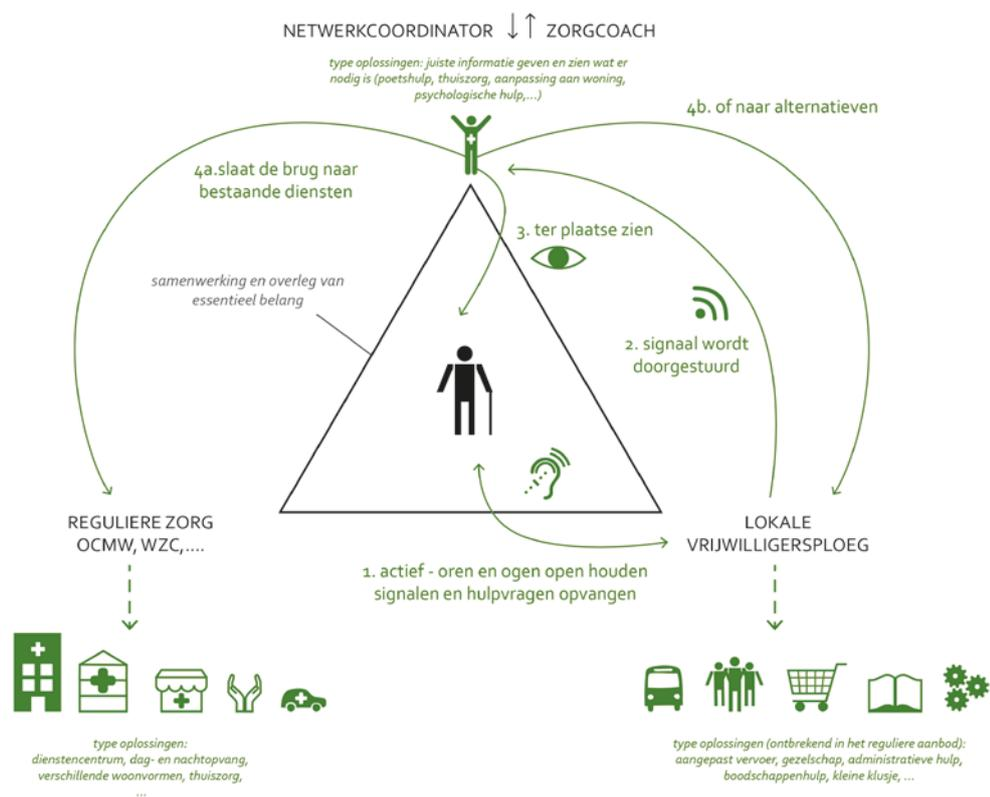 NETWERKCOORDINATOR ↓↑ ZORGCOACH
type oplossingen: juiste informatie geven en zien wat er
nodig is (poetshulp, thuiszorg, aanpassing aan woning,
psychologische hulp,...)
4b. of naar alternatieven
4a.slaat de brug naar
bestaande diensten
3. ter plaatse zien
samenwerking en overleg van
essentieel belang
2. signaal wordt
doorgestuurd
REGULIERE ZORG
OCMW, WZC,....
LOKALE
VRIJWILLIGERSPLOEG
1. actief - oren en ogen open houden
signalen en hulpvragen opvangen
type oplossingen:
dienstencentrum, dag- en nachtopvang,
verschillende woonvormen, thuiszorg,
...
type oplossingen (ontbrekend in het reguliere aanbod):
aangepast vervoer, gezelschap, administratieve hulp,
boodschappenhulp, kleine klusje, ...